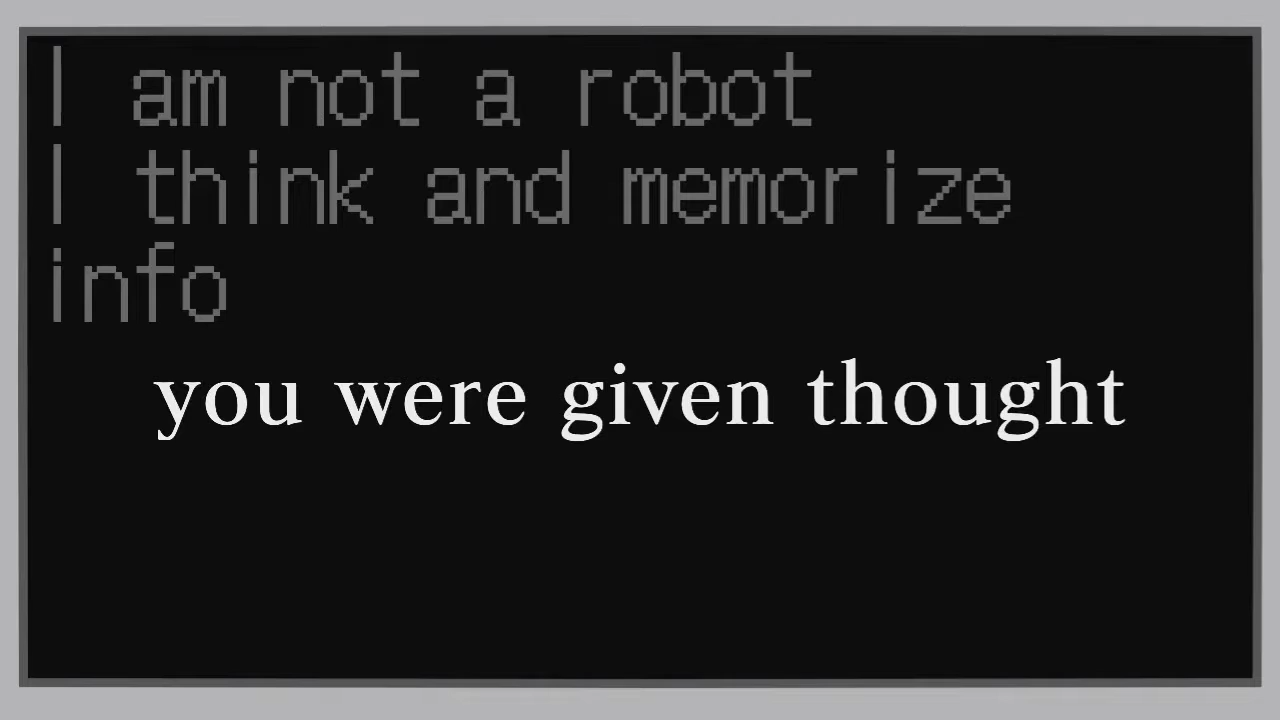 I am not a robot
I think and memorize
info
you were given thought